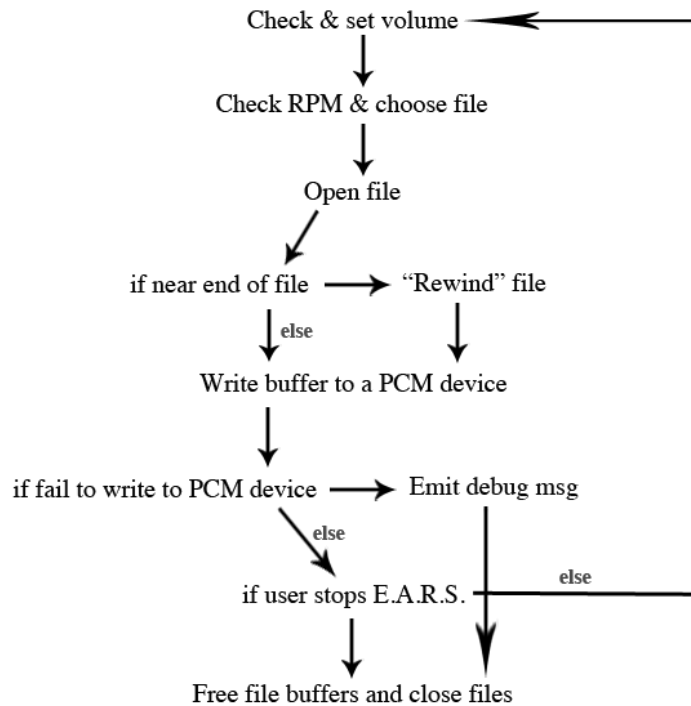 Check & set volume
Check RPM & choose file
Open file
if near end of file
“Rewind” file
else
Write buffer to a PCM device
if fail to write to PCM device
Emit debug msg
else
if user stops E.A.R.S.
else
Free file buffers and close files